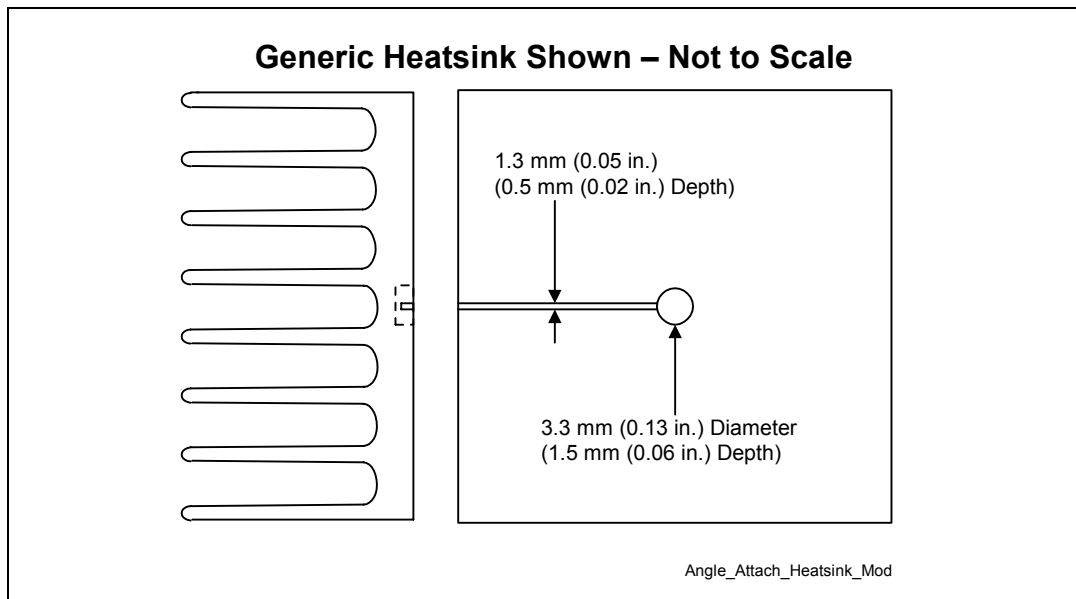 Generic Heatsink Shown – Not to Scale
1.3 mm (0.05 in.)
(0.5 mm (0.02 in.) Depth)
3.3 mm (0.13 in.) Diameter
(1.5 mm (0.06 in.) Depth)
Angle_Attach_Heatsink_Mod